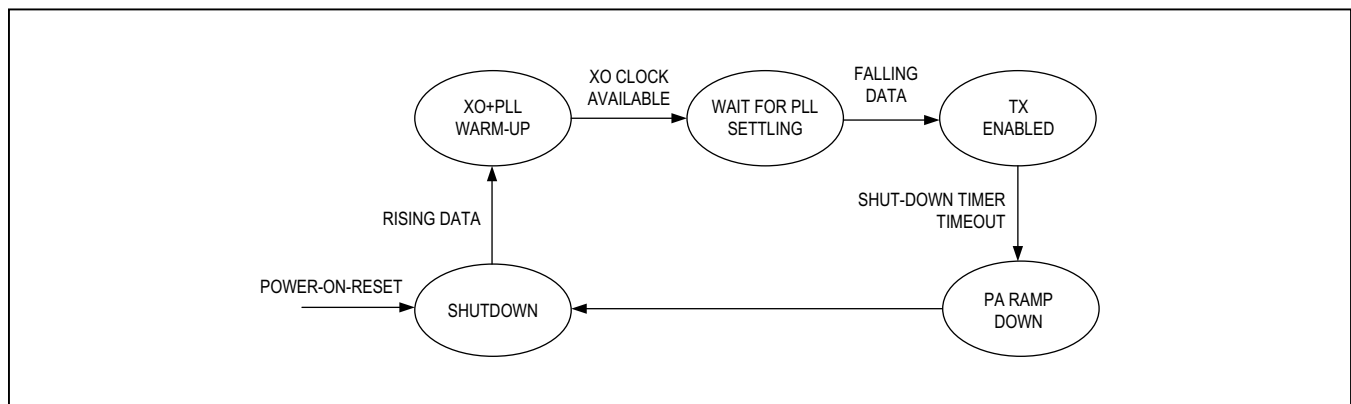 XO+PLL
WARM-UP
XO CLOCK
AVAILABLE
WAIT FOR PLL
SETTLING
FALLING
DATA
TX
ENABLED
RISING DATA
SHUT-DOWN TIMER
TIMEOUT
POWER-ON-RESET
SHUTDOWN
PA RAMP
DOWN